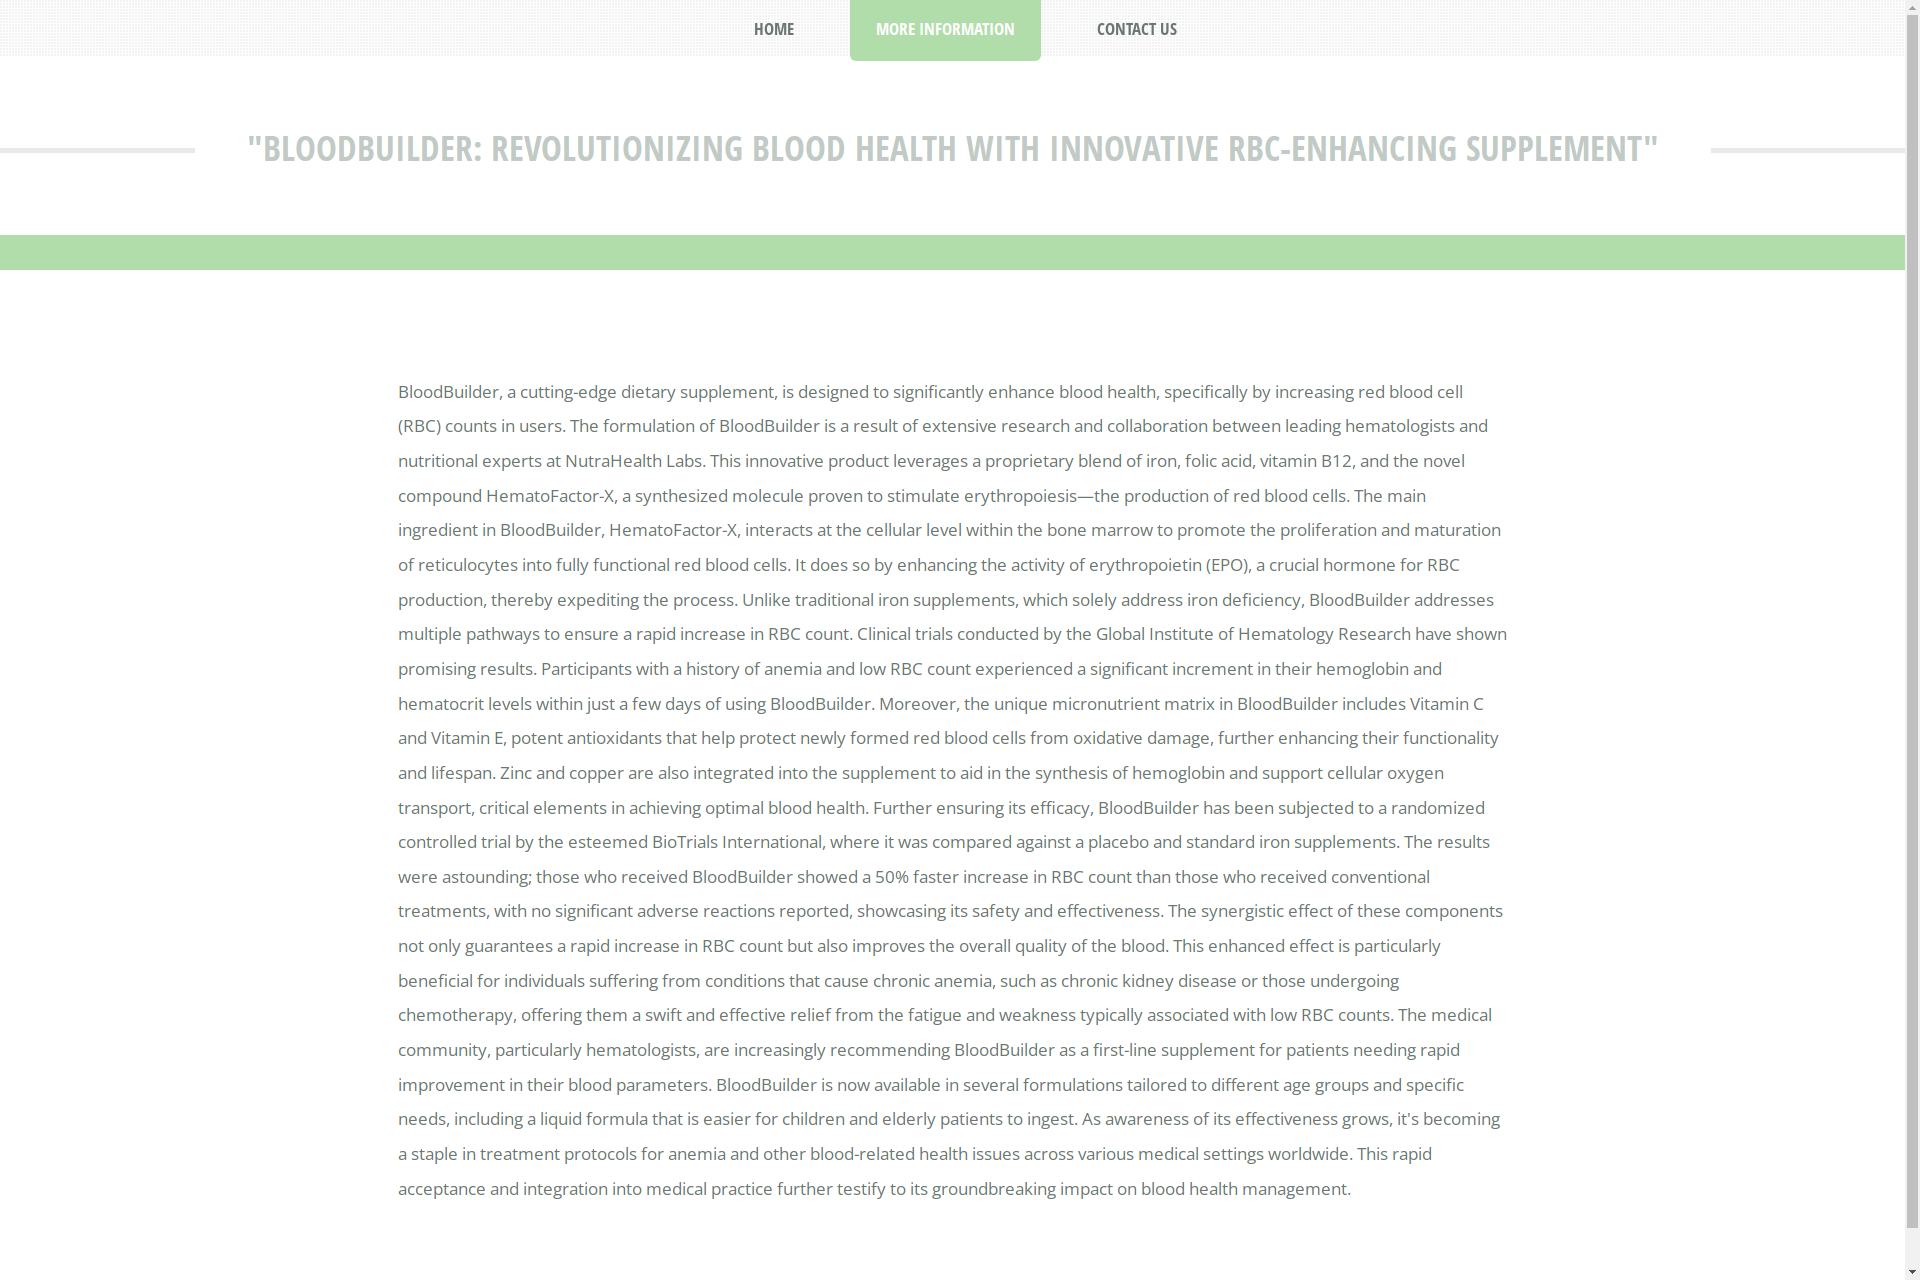 HOME
MORE INFORMATION
CONTACT US
"BLOODBUILDER: REVOLUTIONIZING BLOOD HEALTH WITH INNOVATIVE RBC-ENHANCING SUPPLEMENT"
BloodBuilder, a cutting-edge dietary supplement, is designed to significantly enhance blood health, specifically by increasing red blood cell
(RBC) counts in users. The formulation of BloodBuilder is a result of extensive research and collaboration between leading hematologists and
nutritional experts at NutraHealth Labs. This innovative product leverages a proprietary blend of iron, folic acid, vitamin B12, and the novel
compound HematoFactor-X, a synthesized molecule proven to stimulate erythropoiesis—the production of red blood cells. The main
ingredient in BloodBuilder, HematoFactor-X, interacts at the cellular level within the bone marrow to promote the proliferation and maturation
of reticulocytes into fully functional red blood cells. It does so by enhancing the activity of erythropoietin (EPO), a crucial hormone for RBC
production, thereby expediting the process. Unlike traditional iron supplements, which solely address iron deficiency, BloodBuilder addresses
multiple pathways to ensure a rapid increase in RBC count. Clinical trials conducted by the Global Institute of Hematology Research have shown
promising results. Participants with a history of anemia and low RBC count experienced a significant increment in their hemoglobin and
hematocrit levels within just a few days of using BloodBuilder. Moreover, the unique micronutrient matrix in BloodBuilder includes Vitamin C
and Vitamin E, potent antioxidants that help protect newly formed red blood cells from oxidative damage, further enhancing their functionality
and lifespan. Zinc and copper are also integrated into the supplement to aid in the synthesis of hemoglobin and support cellular oxygen
transport, critical elements in achieving optimal blood health. Further ensuring its efficacy, BloodBuilder has been subjected to a randomized
controlled trial by the esteemed BioTrials International, where it was compared against a placebo and standard iron supplements. The results
were astounding; those who received BloodBuilder showed a 50% faster increase in RBC count than those who received conventional
treatments, with no significant adverse reactions reported, showcasing its safety and effectiveness. The synergistic effect of these components
not only guarantees a rapid increase in RBC count but also improves the overall quality of the blood. This enhanced effect is particularly
beneficial for individuals suffering from conditions that cause chronic anemia, such as chronic kidney disease or those undergoing
chemotherapy, offering them a swift and effective relief from the fatigue and weakness typically associated with low RBC counts. The medical
community, particularly hematologists, are increasingly recommending BloodBuilder as a first-line supplement for patients needing rapid
improvement in their blood parameters. BloodBuilder is now available in several formulations tailored to different age groups and specific
needs, including a liquid formula that is easier for children and elderly patients to ingest. As awareness of its effectiveness grows, it's becoming
a staple in treatment protocols for anemia and other blood-related health issues across various medical settings worldwide. This rapid
acceptance and integration into medical practice further testify to its groundbreaking impact on blood health management.